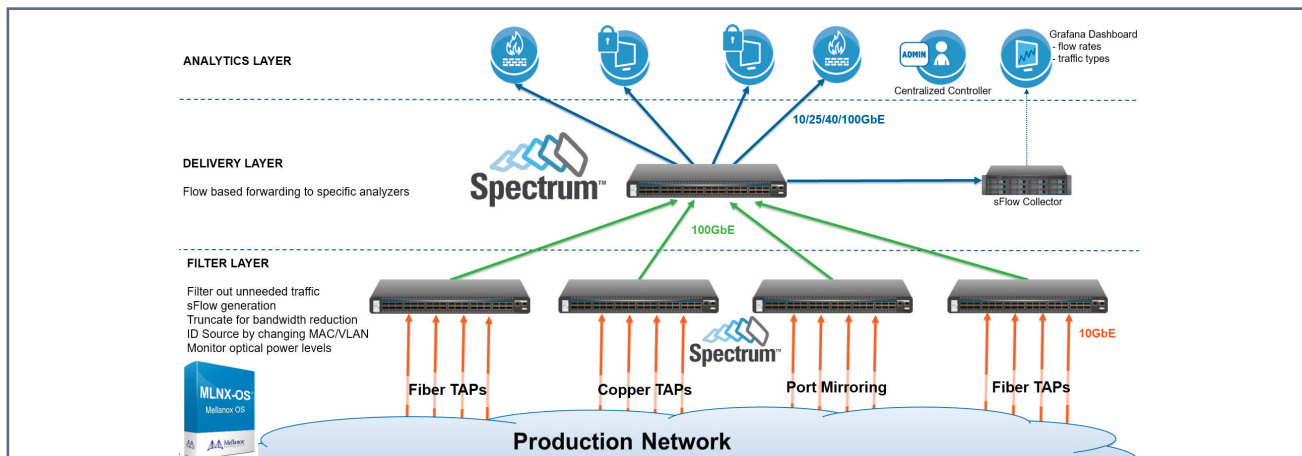 Grafana Dashboard
- flow rates
- traffic types
ANALYTICS LAYER
ADMIN
Centralized Controller
10/25/40/100GbE
DELIVERY LAYER
Flow based forwarding to specific analyzers
Spectrum™
sFlow Collector
100GbE
FILTER LAYER
Filter out unneeded traffic
sFlow generation
Truncate for bandwidth reduction
ID Source by changing MAC/VLAN
Monitor optical power levels
Spectrum™
10GbE
MLNX-OS®
Mellanox OS
Mellanox
Fiber TAPs
Copper TAPs
Port Mirroring
Fiber TAPs
Production Network